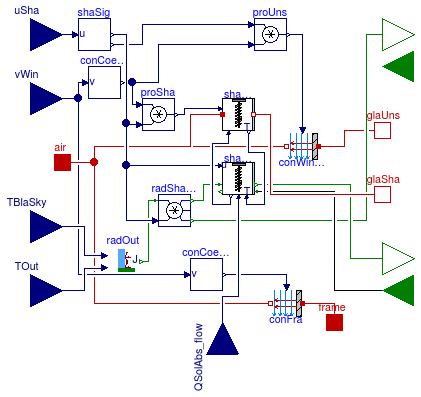 uSha
shaSig
proUns
u
vWin
conCoe..
v
proSha
sha...
glaUns
air
T
conWin...
sha...
glaSha
radSha...
T
TBlaSky
radOut
J
conCoe...
TOut
v
frame
conFra
QSolAbs_flow